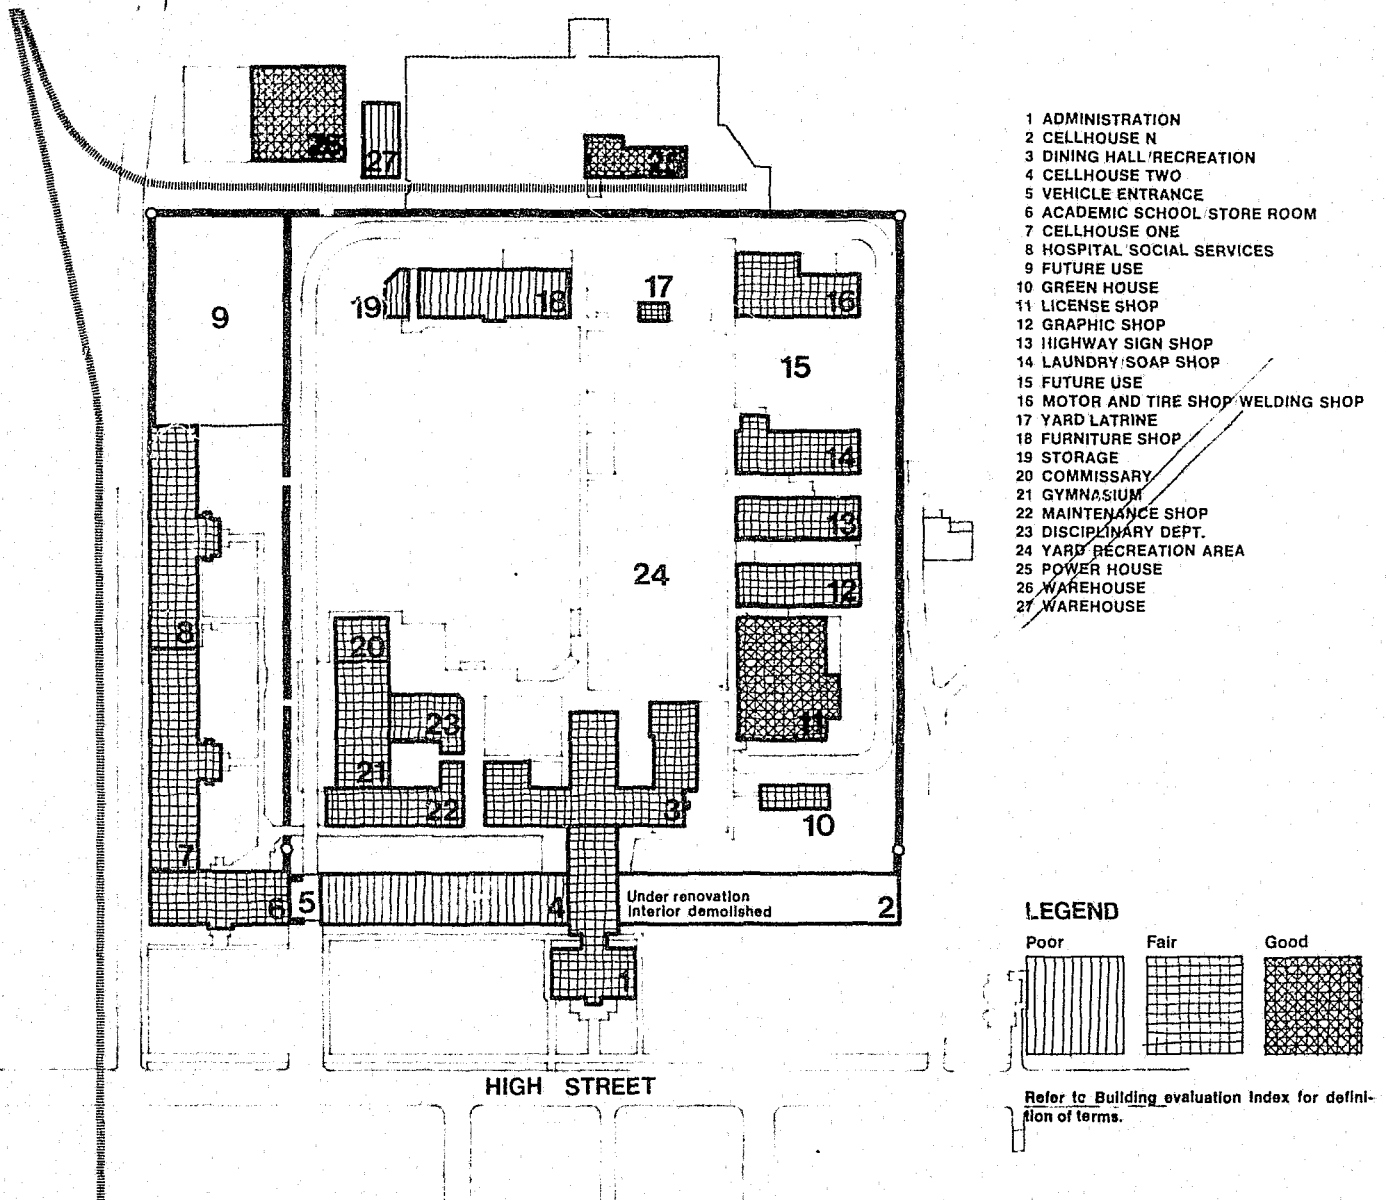 26
27
25
1 ADMINISTRATION
2 CELLHOUSE N
3 DINING HALL/RECREATION
4 CELLHOUSE TWO
5 VEHICLE ENTRANCE
6 ACADEMIC SCHOOL/STORE ROOM
7 CELLHOUSE ONE
8 HOSPITAL/SOCIAL SERVICES
9 FUTURE USE
10 GREEN HOUSE
11 LICENSE SHOP
12 GRAPHIC SHOP
13 HIGHWAY SIGN SHOP
14 LAUNDRY/SOAP SHOP
15 FUTURE USE
16 MOTOR AND TIRE SHOP/WELDING SHOP
17 YARD LATRINE
18 FURNITURE SHOP
19 STORAGE
20 COMMISSARY
21 GYMNASIUM
22 MAINTENANCE SHOP
23 DISCIPLINARY DEPT.
24 YARD RECREATION AREA
25 POWER HOUSE
26 WAREHOUSE
27 WAREHOUSE
9
19
18
17
16
15
14
13
24
12
8
20
23
11
21
22
3
10
7
6
5
4
Under renovation
Interior demolished
2
1
HIGH STREET
LEGEND
Poor
Fair
Good
Refer to Building evaluation Index for defini-
tion of terms.